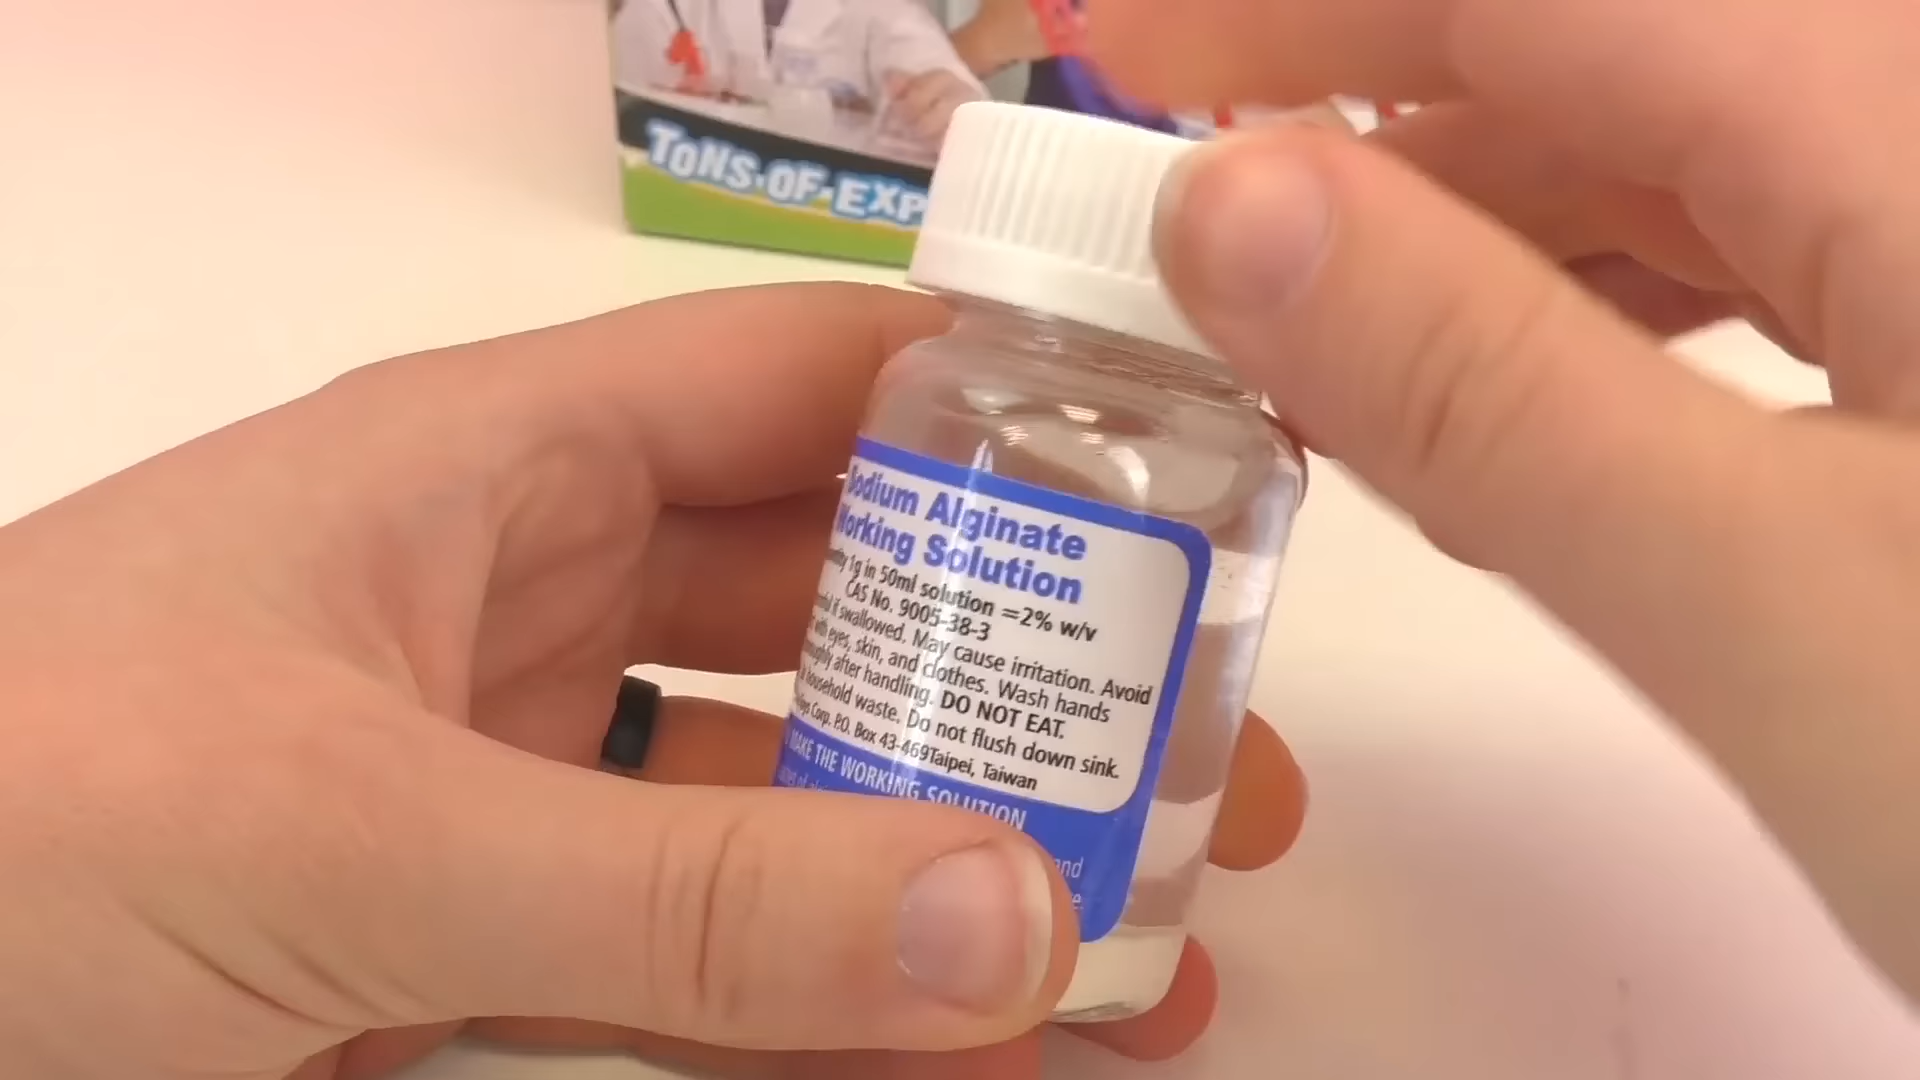 TONS-OF-EXP
Sodium Alginate
Working Solution
1g in 50ml solution =2% w/v
CAS No. 9005-38-3
if swallowed. May cause irritation. Avoid
with eyes, skin, and clothes. Wash hands
after handling. DO NOT EAT.
household waste. Do not flush down sink.
Corp. P.O. Box 43-469Taipei, Taiwan
MAKE THE WORKING SOLUTION
and